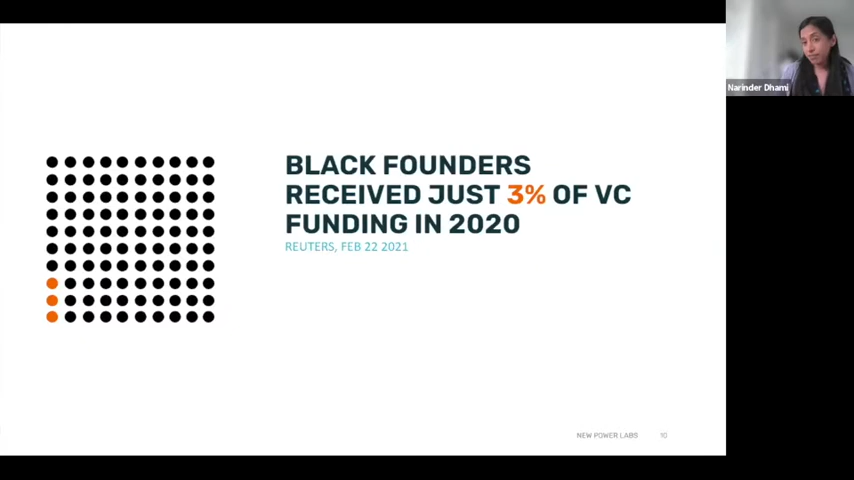 Narinder Dhami
BLACK FOUNDERS
RECEIVED JUST 3% OF VC
FUNDING IN 2020
REUTERS, FEB 22 2021
NEW POWER LABS 10